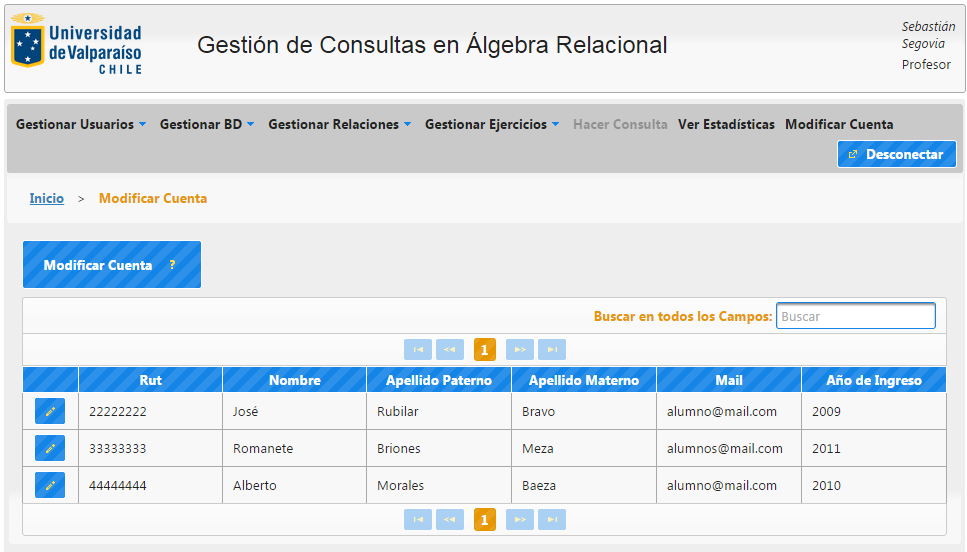 Universidad
de Valparaíso
CHILE
Gestión de Consultas en Álgebra Relacional
Sebastián
Segovia
Profesor
Gestionar Usuarios Gestionar BD Gestionar Relaciones Gestionar Ejercicios Hacer Consulta Ver Estadísticas Modificar Cuenta
Desconectar
Inicio > Modificar Cuenta
Modificar Cuenta ?
Buscar en todos los Campos: Buscar
1
Rut Nombre Apellido Paterno Apellido Materno Mail Año de Ingreso
22222222 José Rubilar Bravo alumno@mail.com 2009
33333333 Romanete Briones Meza alumnos@mail.com 2011
44444444 Alberto Morales Baeza alumno@mail.com 2010
1